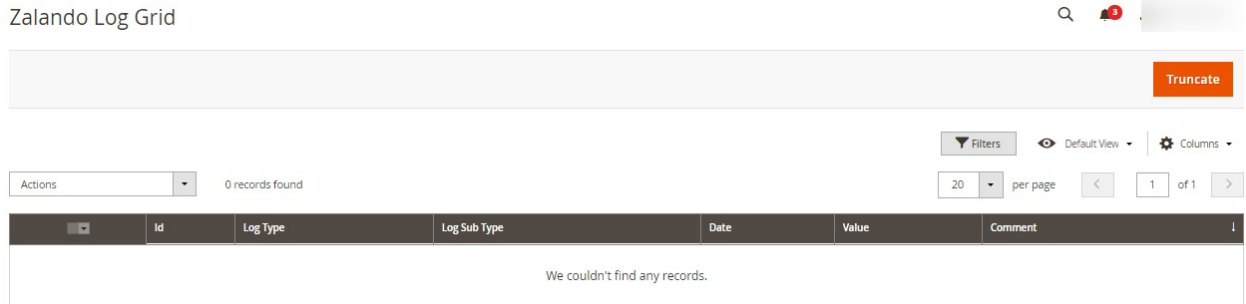 Zalando Log Grid
3
Truncate
Filters
Default View
Columns
Actions
0 records found
20
per page
1
of 1
Id
Log Type
Log Sub Type
Date
Value
Comment
We couldn't find any records.